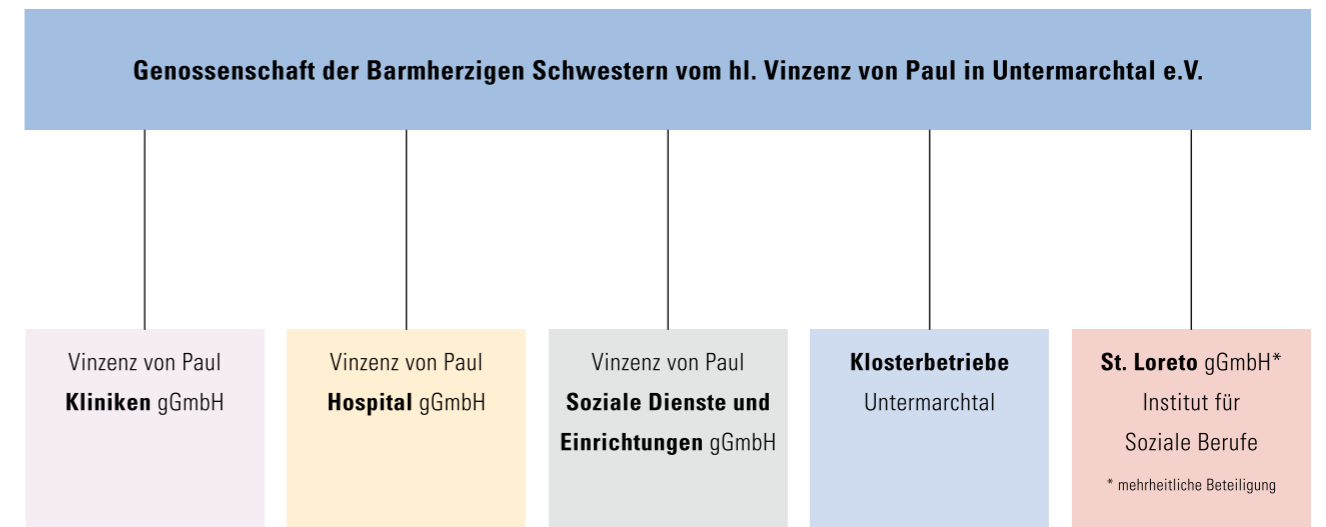 Genossenschaft der Barmherzigen Schwestern vom hl. Vinzenz von Paul in Untermarchtal e.V.
Vinzenz von Paul
Kliniken gGmbH
Vinzenz von Paul
Hospital gGmbH
Vinzenz von Paul
Soziale Dienste und
Einrichtungen gGmbH
Klosterbetriebe
Untermarchtal
St. Loreto gGmbH*
Institut für
Soziale Berufe
* mehrheitliche Beteiligung